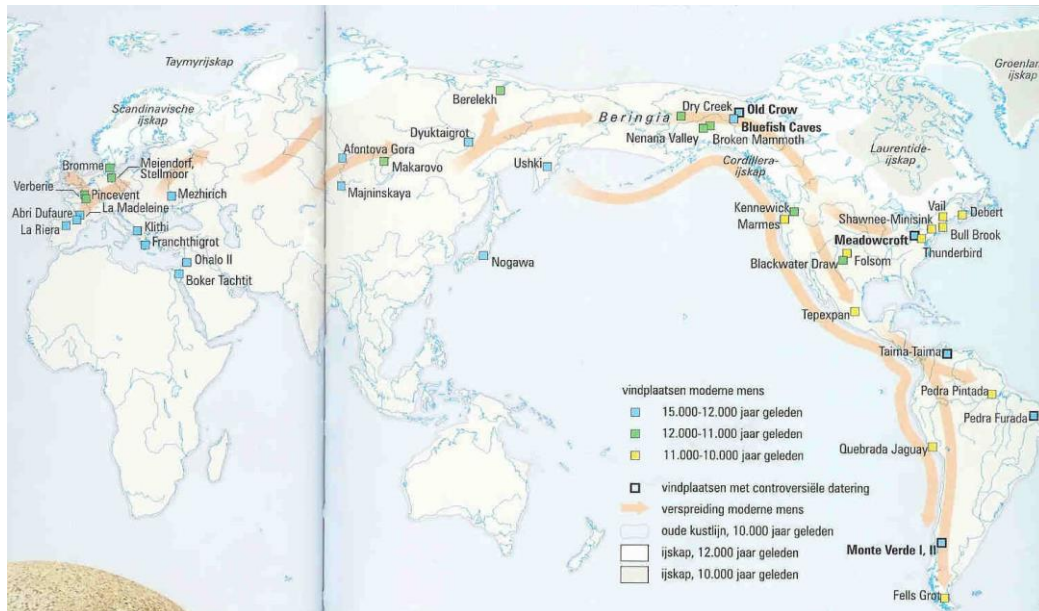 Taymyrijskap
Groenland-
ijskap
Scandinavische
ijskap
Berelekh
Dry Creek
Old Crow
Beringia
Bluefish Caves
Dyuktaigrot
Nenana Valley
Broken Mammoth
Laurentide-
ijskap
Afontova Gora
Bromme
Meiendorf,
Stellmoor
Makarovo
Ushki
Cordillera-
ijskap
Verberie
Pincevent
Mezhirich
Majninskaya
La Madeleine
Abri Dufaure
La Riera
Klithi
Franchthigrot
Ohalo II
Boker Tachtit
Nogawa
Kennewick
Marmes
Vail
Debert
Shawnee-Minisink
Bull Brook
Meadowcroft
Thunderbird
Blackwater Draw
Folsom
Tepexpan
Taima-Taima
Pedra Pintada
Pedra Furada
Quebrada Jaguay
Monte Verde I, II
Fells Grot
vindplaatsen moderne mens
15.000-12.000 jaar geleden
12.000-11.000 jaar geleden
11.000-10.000 jaar geleden
vindplaatsen met controversiële datering
verspreiding moderne mens
oude kustlijn, 10.000 jaar geleden
ijskap, 12.000 jaar geleden
ijskap, 10.000 jaar geleden